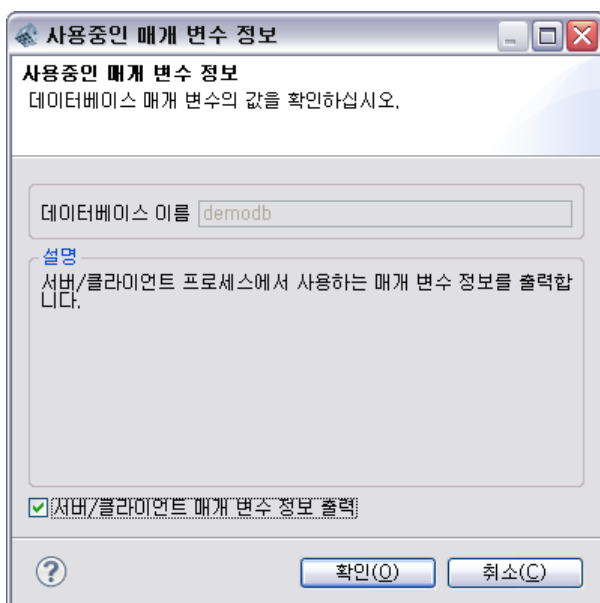 사용중인 매개 변수 정보
사용중인 매개 변수 정보
데이터베이스 매개 변수의 값을 확인하십시오.
데이터베이스 이름 demodb
설명
서버/클라이언트 프로세스에서 사용하는 매개 변수 정보를 출력합
니다.
서버/클라이언트 매개 변수 정보 출력
? 확인(O) 취소(C)